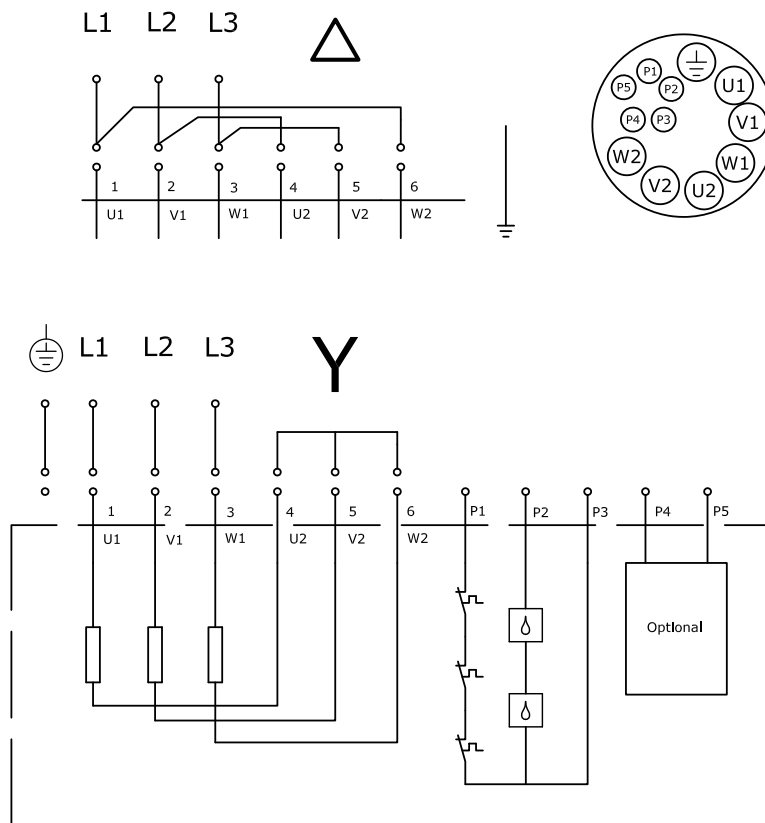 L1 L2 L3
1 2 3 4 5 6
U1 V1 W1 U2 V2 W2
P1
P5 P2
U1
P4 P3
V1
W2 W1
V2 U2
L1 L2 L3 Y
1 2 3 4 5 6 P1 P2 P3 P4 P5
U1 V1 W1 U2 V2 W2
Optional